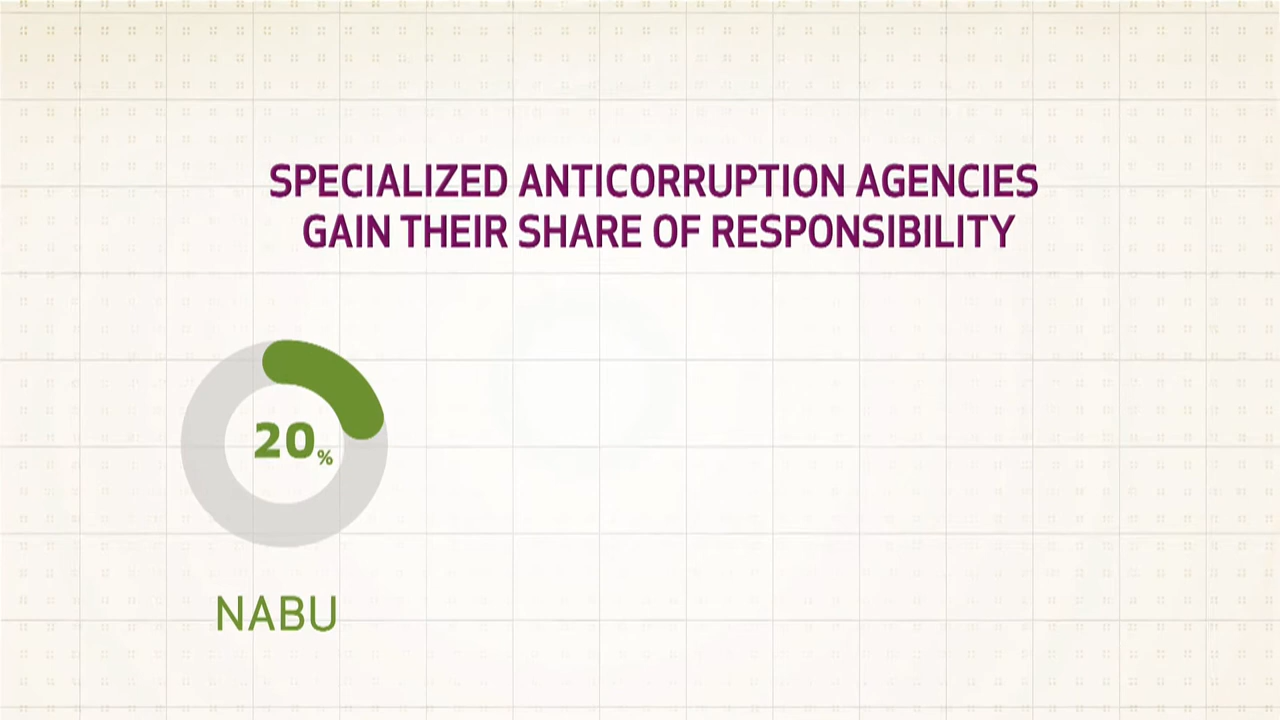 SPECIALIZED ANTICORRUPTION AGENCIES
GAIN THEIR SHARE OF RESPONSIBILITY
20%
NABU